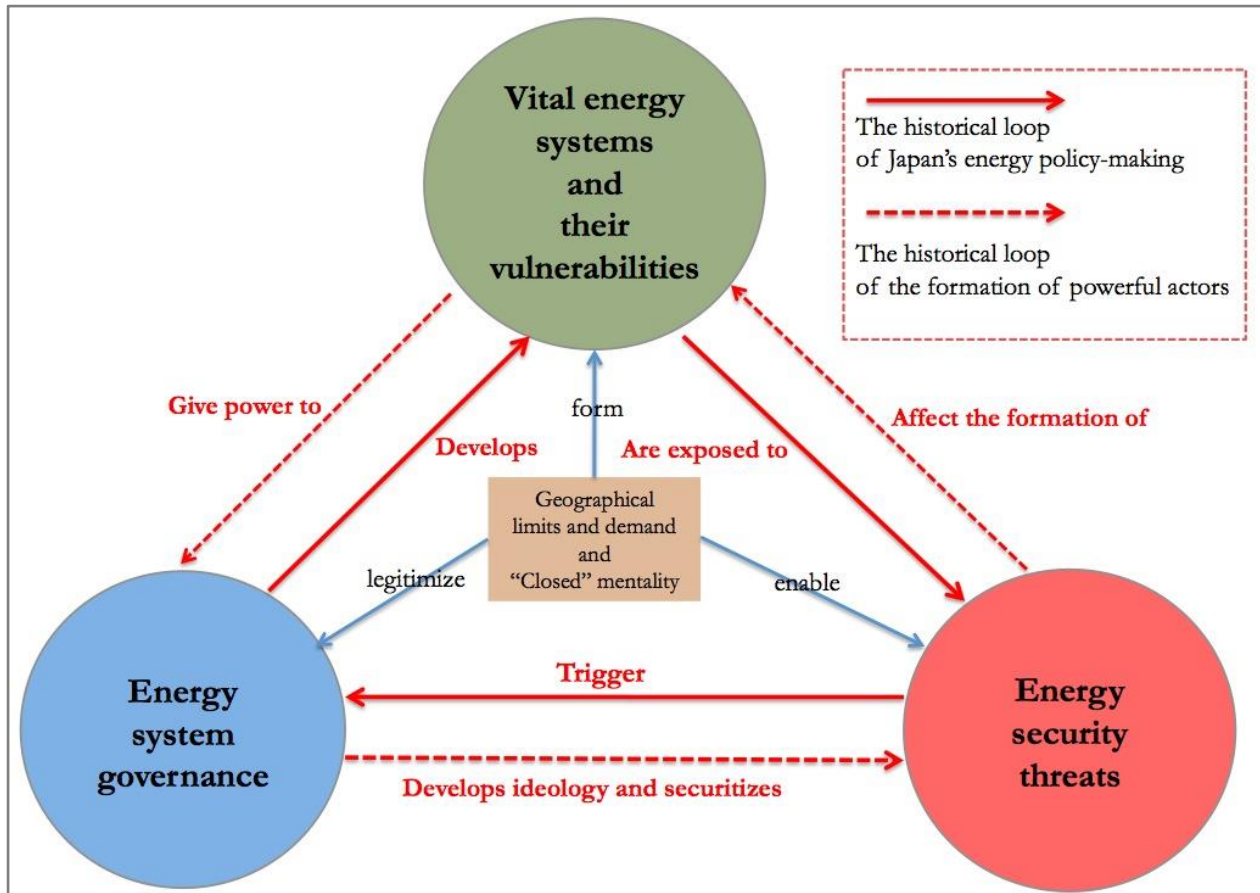 Vital energy
systems
and
their
vulnerabilities
The historical loop
of Japan’s energy policy-making
The historical loop
of the formation of powerful actors
Give power to
Develops
form
Are exposed to
Affect the formation of
Geographical
limits and demand
and
“Closed” mentality
legitimize
enable
Trigger
Energy
system
governance
Develops ideology and securitizes
Energy
security
threats